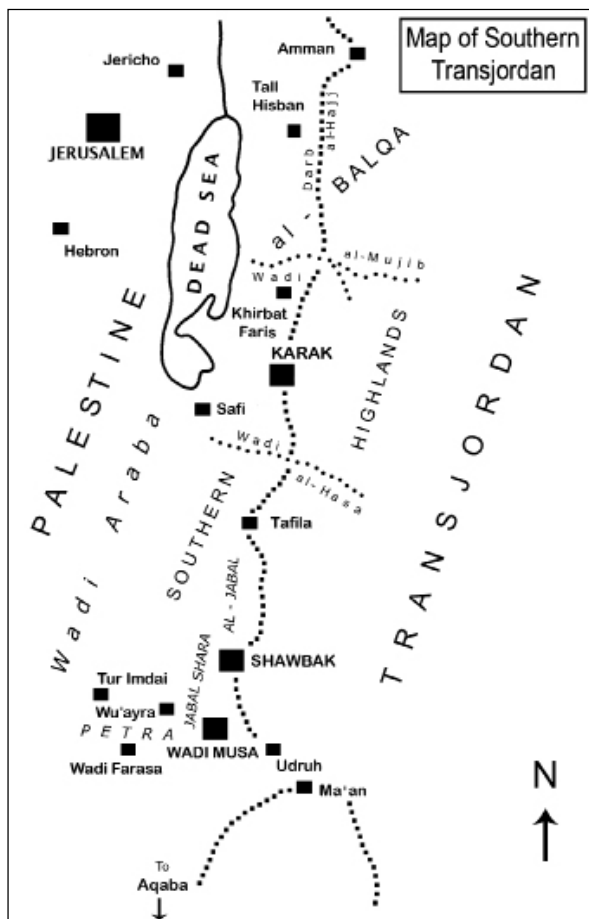 Map of Southern
Transjordan
Amman
Jericho
Tall
Hisban
JERUSALEM
Darb
al-Hajj
al-BALQA
DEAD SEA
Hebron
Wadi
al-Mujib
Khirbat
Faris
PALESTINE
KARAK
HIGHLANDS
TRANSJORDAN
Safi
Wadi
al-Hasa
Wadi Araba
SOUTHERN
Tafila
AL-JABAL
JABAL SHARA
SHAWBAK
Tur Imdai
Wu'ayra
PETRA
WADI MUSA
Wadi Farasa
Udruh
Ma'an
N
To
Aqaba